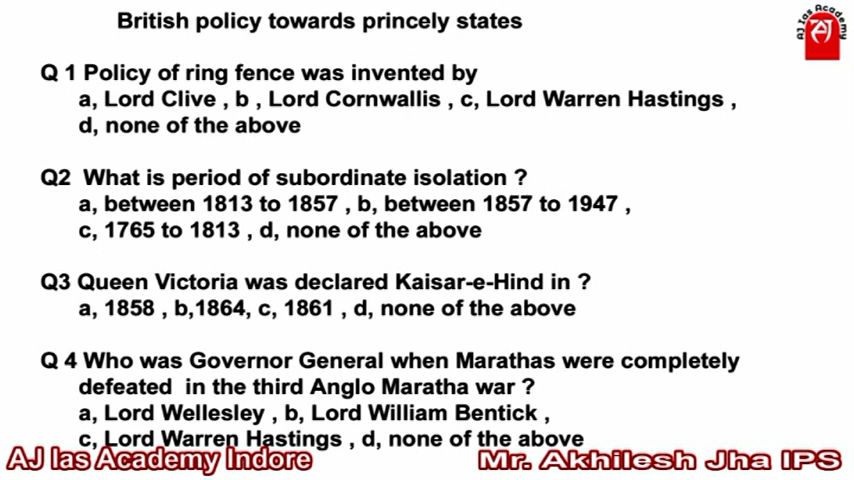 British policy towards princely states
AJ Ias Academy
Q 1 Policy of ring fence was invented by
a, Lord Clive , b , Lord Cornwallis , c, Lord Warren Hastings ,
d, none of the above
Q2 What is period of subordinate isolation ?
a, between 1813 to 1857 , b, between 1857 to 1947 ,
c, 1765 to 1813 , d, none of the above
Q3 Queen Victoria was declared Kaisar-e-Hind in ?
a, 1858 , b,1864, c, 1861 , d, none of the above
Q 4 Who was Governor General when Marathas were completely
defeated in the third Anglo Maratha war ?
a, Lord Wellesley , b, Lord William Bentick ,
c, Lord Warren Hastings , d, none of the above
AJ Ias Academy Indore
Mr. Akhilesh Jha IPS